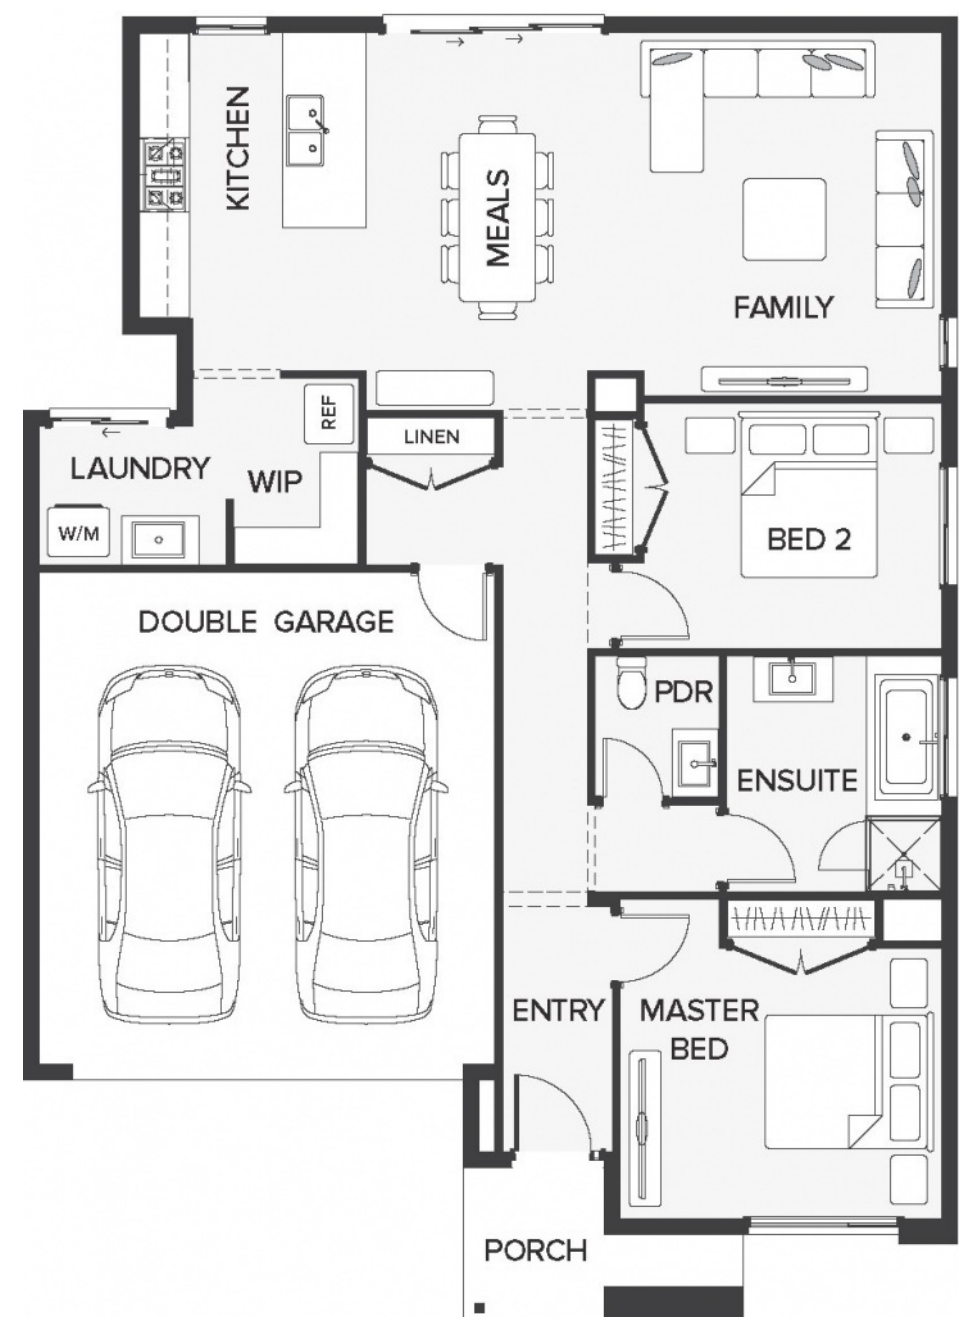 KITCHEN
MEALS
FAMILY
REF
LINEN
LAUNDRY
WIP
W/M
BED 2
DOUBLE GARAGE
PDR
ENSUITE
ENTRY
MASTER
BED
PORCH